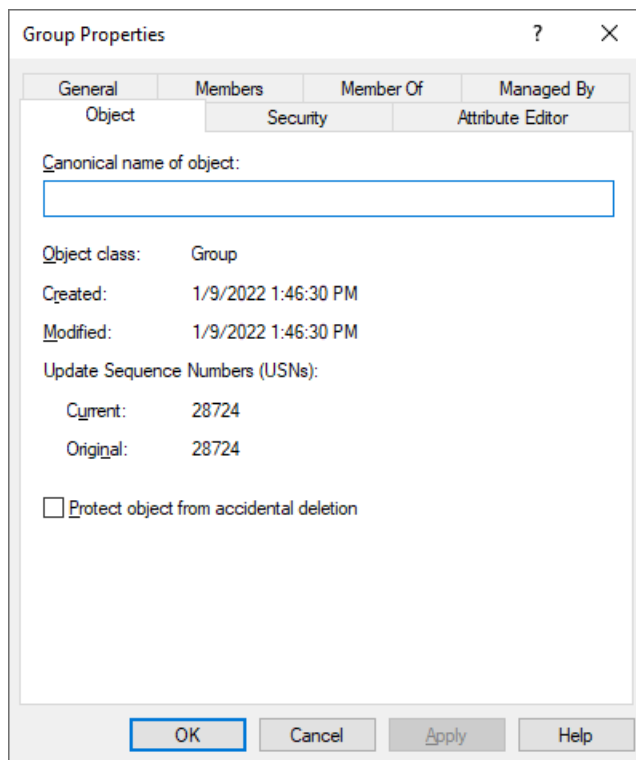 Group Properties ? ×
General Members Member Of Managed By
Object Security Attribute Editor
Canonical name of object:
Object class: Group
Created: 1/9/2022 1:46:30 PM
Modified: 1/9/2022 1:46:30 PM
Update Sequence Numbers (USNs):
Current: 28724
Original: 28724
Protect object from accidental deletion
OK Cancel Apply Help